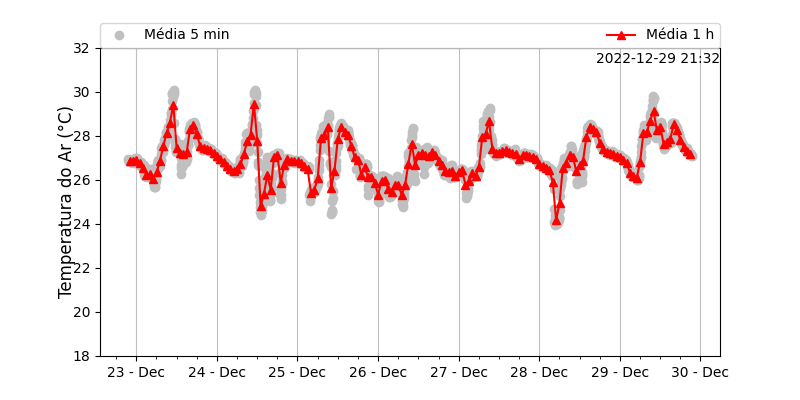 Média 5 min
Média 1 h
2022-12-29 21:32
Temperatura do Ar (°C)
32
30
28
26
24
22
20
18
23 - Dec
24 - Dec
25 - Dec
26 - Dec
27 - Dec
28 - Dec
29 - Dec
30 - Dec